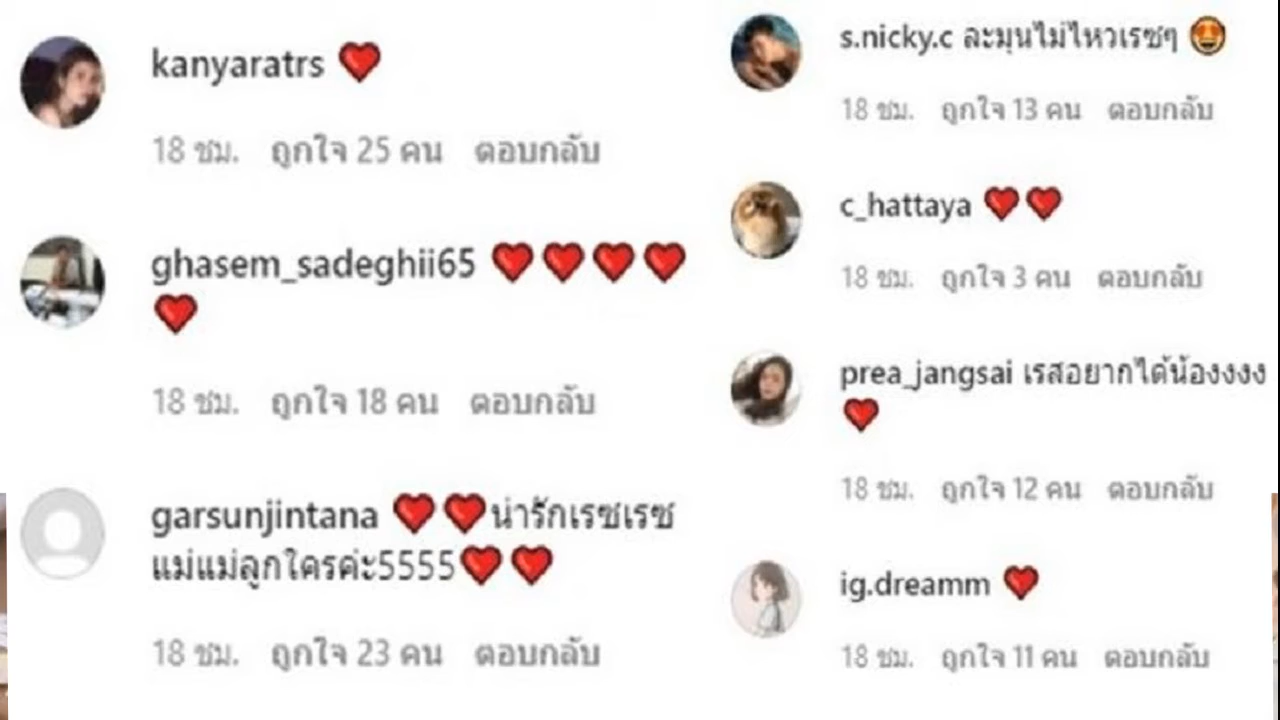 kanyaratrs ❤️
18 ชม. ถูกใจ 25 คน ตอบกลับ
ghasem_sadeghii65 ❤️❤️❤️❤️
❤️
18 ชม. ถูกใจ 18 คน ตอบกลับ
garsunjintana ❤️❤️น่ารักเรซเรซ
แม่แม่ลูกใครค่ะ5555❤️❤️
18 ชม. ถูกใจ 23 คน ตอบกลับ
s.nicky.c ละมุนไม่ไหวเรซๆ 🤩
18 ชม. ถูกใจ 13 คน ตอบกลับ
c_hattaya ❤️❤️
18 ชม. ถูกใจ 3 คน ตอบกลับ
prea_jangsai เรสอยากได้น้องงงง
❤️
18 ชม. ถูกใจ 12 คน ตอบกลับ
ig.dreamm ❤️
18 ชม. ถูกใจ 11 คน ตอบกลับ